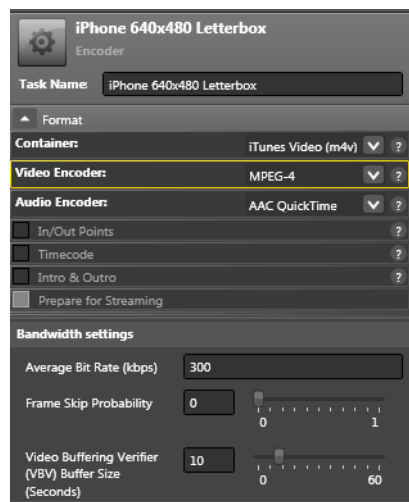 iPhone 640x480 Letterbox
Encoder
Task Name: iPhone 640x480 Letterbox
Format
Container: iTunes Video (m4v) ?
Video Encoder: MPEG-4 ?
Audio Encoder: AAC QuickTime ?
In/Out Points ?
Timecode ?
Intro & Outro ?
Prepare for Streaming
Bandwidth settings
Average Bit Rate (kbps) 300
Frame Skip Probability 0
0 1
Video Buffering Verifier
(VBV) Buffer Size 10
(Seconds)
0 60